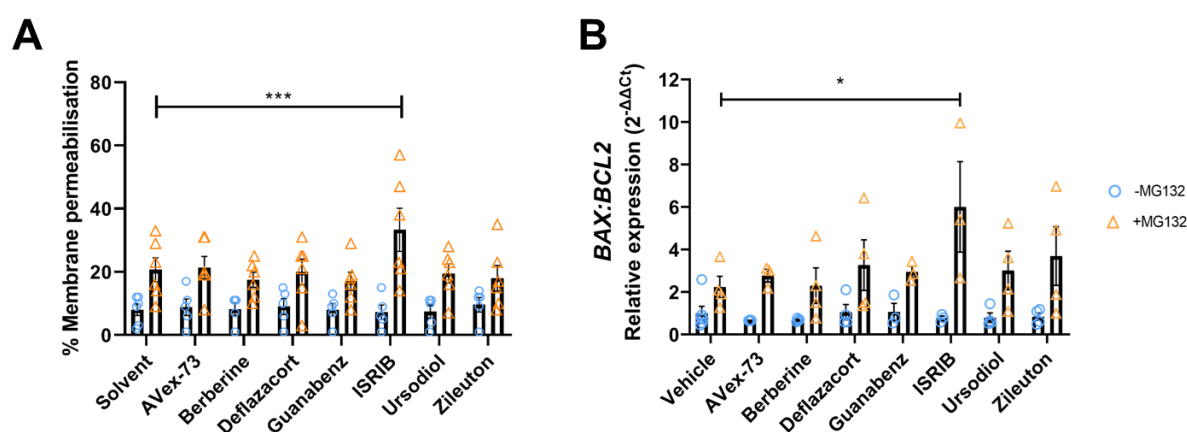 A
% Membrane permeabilisation
80
60
40
20
0
***
Solvent
AVex-73
Berberine
Deflazacort
Guanabenz
ISRIB
Ursodiol
Zileuton
B
BAX:BCL2
Relative expression (2-ΔΔCt)
12
10
8
6
4
2
0
*
Vehicle
AVex-73
Berberine
Deflazacort
Guanabenz
ISRIB
Ursodiol
Zileuton
-MG132
+MG132